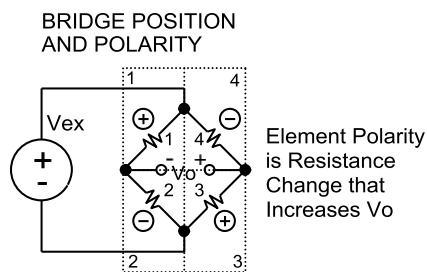 BRIDGE POSITION
AND POLARITY
1 4
+ -
Vex
1 4
+
-
- Vo +
2 3
- +
2 3
Element Polarity
is Resistance
Change that
Increases Vo